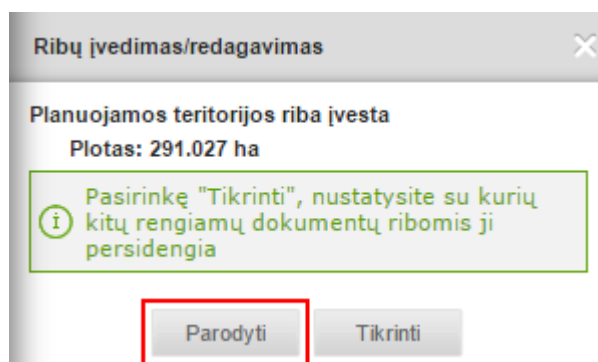 Ribų įvedimas/redagavimas
Planuojamos teritorijos riba įvesta
Plotas: 291.027 ha
Pasirinkę "Tikrinti", nustatysite su kurių
kitų rengiamų dokumentų ribomis ji
persidengia
Parodyti Tikrinti